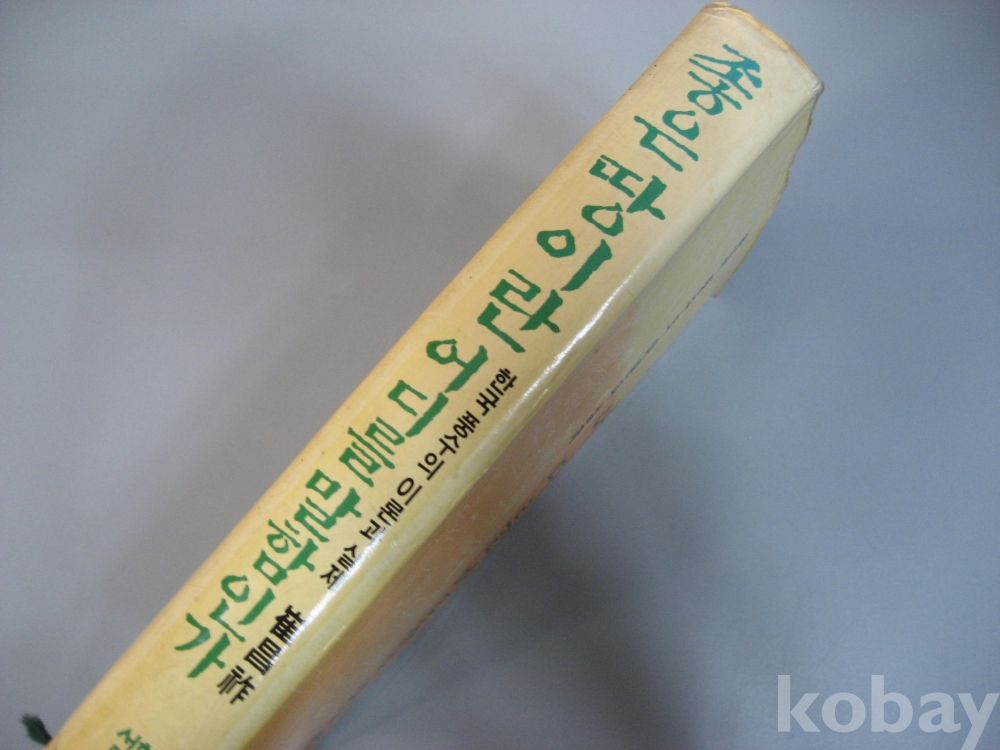 좋은 땅이란 어디를 말함인가
한국 풍수의 이론과 실제
崔昌祚
kobay